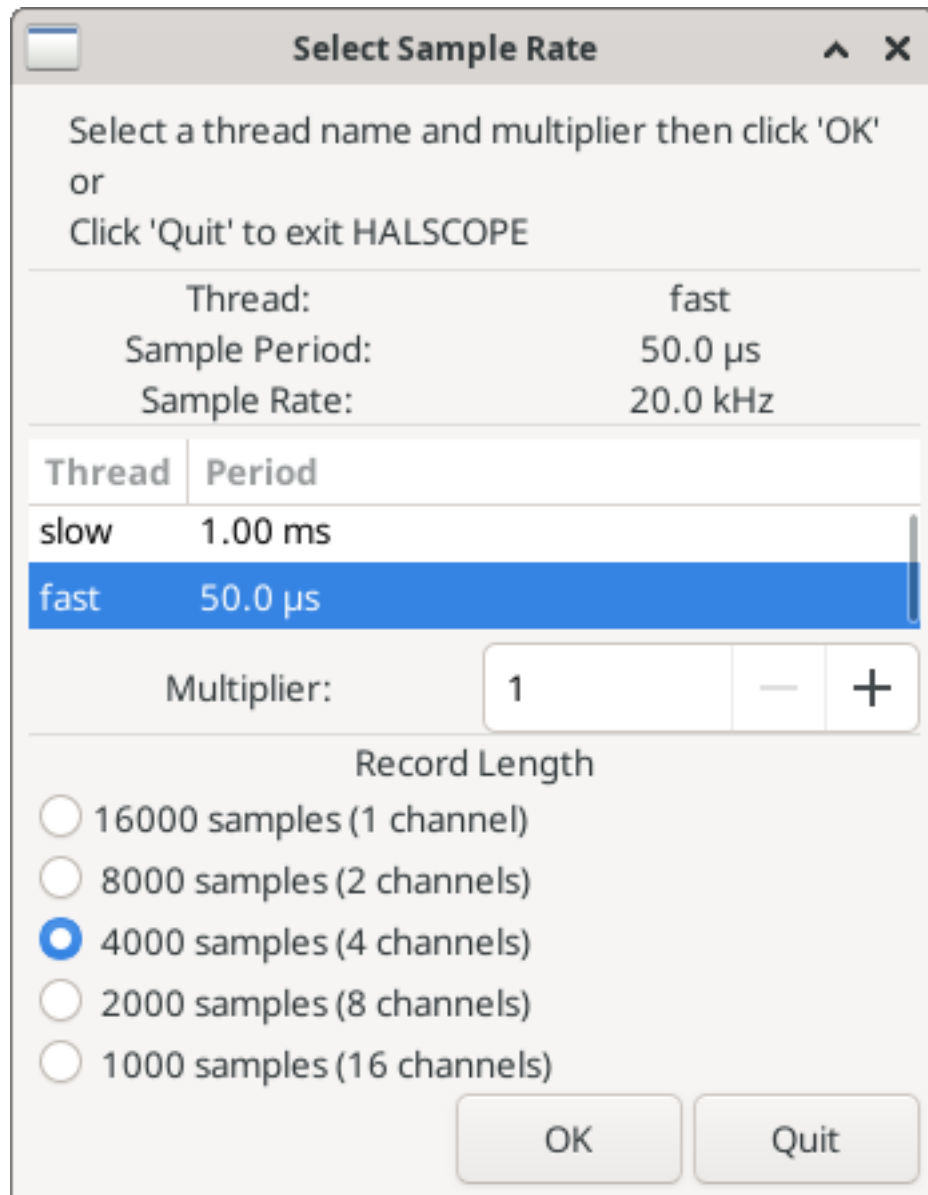 Select Sample Rate
Select a thread name and multiplier then click 'OK'
or
Click 'Quit' to exit HALSCOPE
Thread: fast
Sample Period: 50.0 µs
Sample Rate: 20.0 kHz
Thread Period
slow 1.00 ms
fast 50.0 µs
Multiplier: 1
Record Length
16000 samples (1 channel)
8000 samples (2 channels)
4000 samples (4 channels)
2000 samples (8 channels)
1000 samples (16 channels)
OK Quit